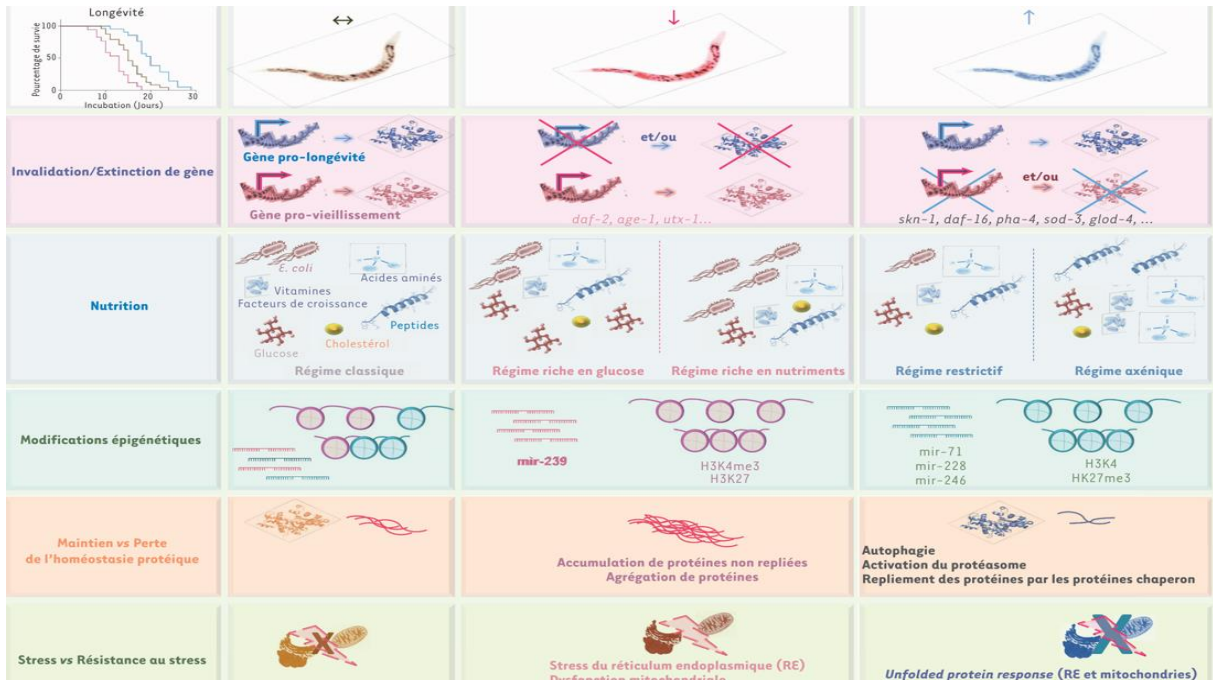 Longévité
Pourcentage de survie
100
50
0
0
10
20
30
Incubation (Jours)
↔
↓
↑
Invalidation/Extinction de gène
Gène pro-longévité
Gène pro-vieillissement
et/ou
daf-2, age-1, utx-1...
et/ou
skn-1, daf-16, pha-4, sod-3, glod-4, ...
Nutrition
E. coli
Acides aminés
Vitamines
Facteurs de croissance
Peptides
Cholestérol
Glucose
Régime classique
Régime riche en glucose
Régime riche en nutriments
Régime restrictif
Régime axénique
Modifications épigénétiques
mir-239
H3K4me3
H3K27
mir-71
mir-228
mir-246
H3K4
HK27me3
Maintien vs Perte
de l'homéostasie protéique
Accumulation de protéines non repliées
Agrégation de protéines
Autophagie
Activation du protéasome
Repliement des protéines par les protéines chaperon
Stress vs Résistance au stress
Stress du réticulum endoplasmique (RE)
Dysfonction mitochondriale
Unfolded protein response (RE et mitochondries)